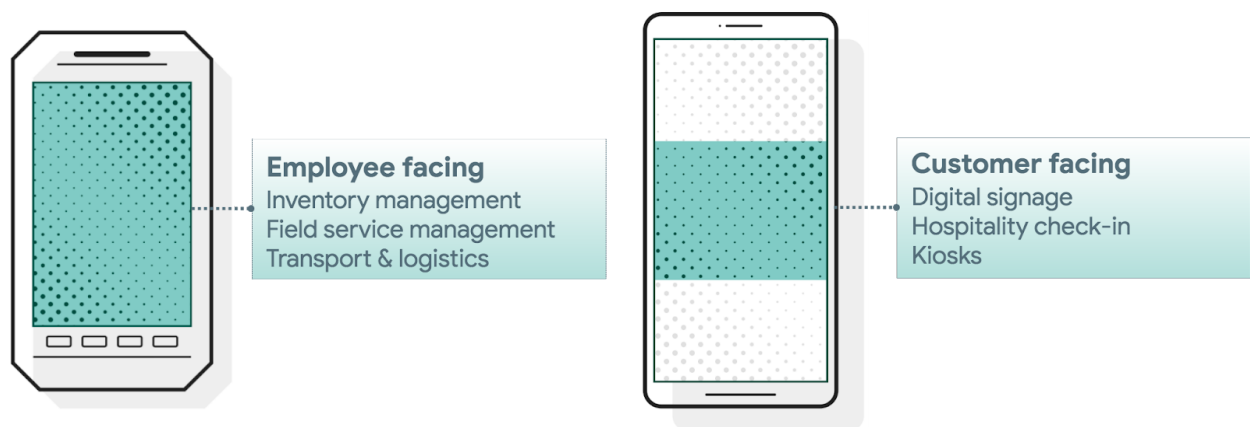 Employee facing
Inventory management
Field service management
Transport & logistics
Customer facing
Digital signage
Hospitality check-in
Kiosks